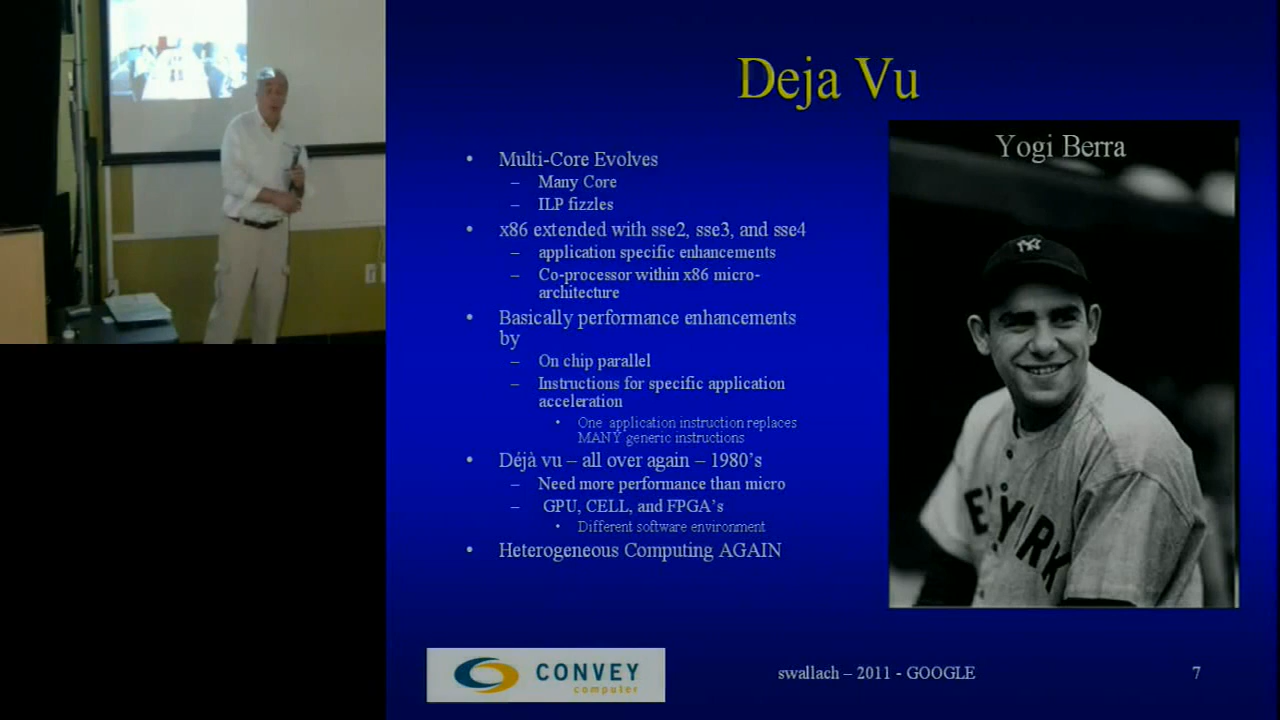 Deja Vu
Yogi Berra
• Multi-Core Evolves
– Many Core
– ILP fizzles
• x86 extended with sse2, sse3, and sse4
– application specific enhancements
– Co-processor within x86 micro-
architecture
• Basically performance enhancements
by
– On chip parallel
– Instructions for specific application
acceleration
• One application instruction replaces
MANY generic instructions
• Déjà vu – all over again – 1980’s
– Need more performance than micro
– GPU, CELL, and FPGA’s
• Different software environment
• Heterogeneous Computing AGAIN
CONVEY
computer
swallach – 2011 - GOOGLE
7